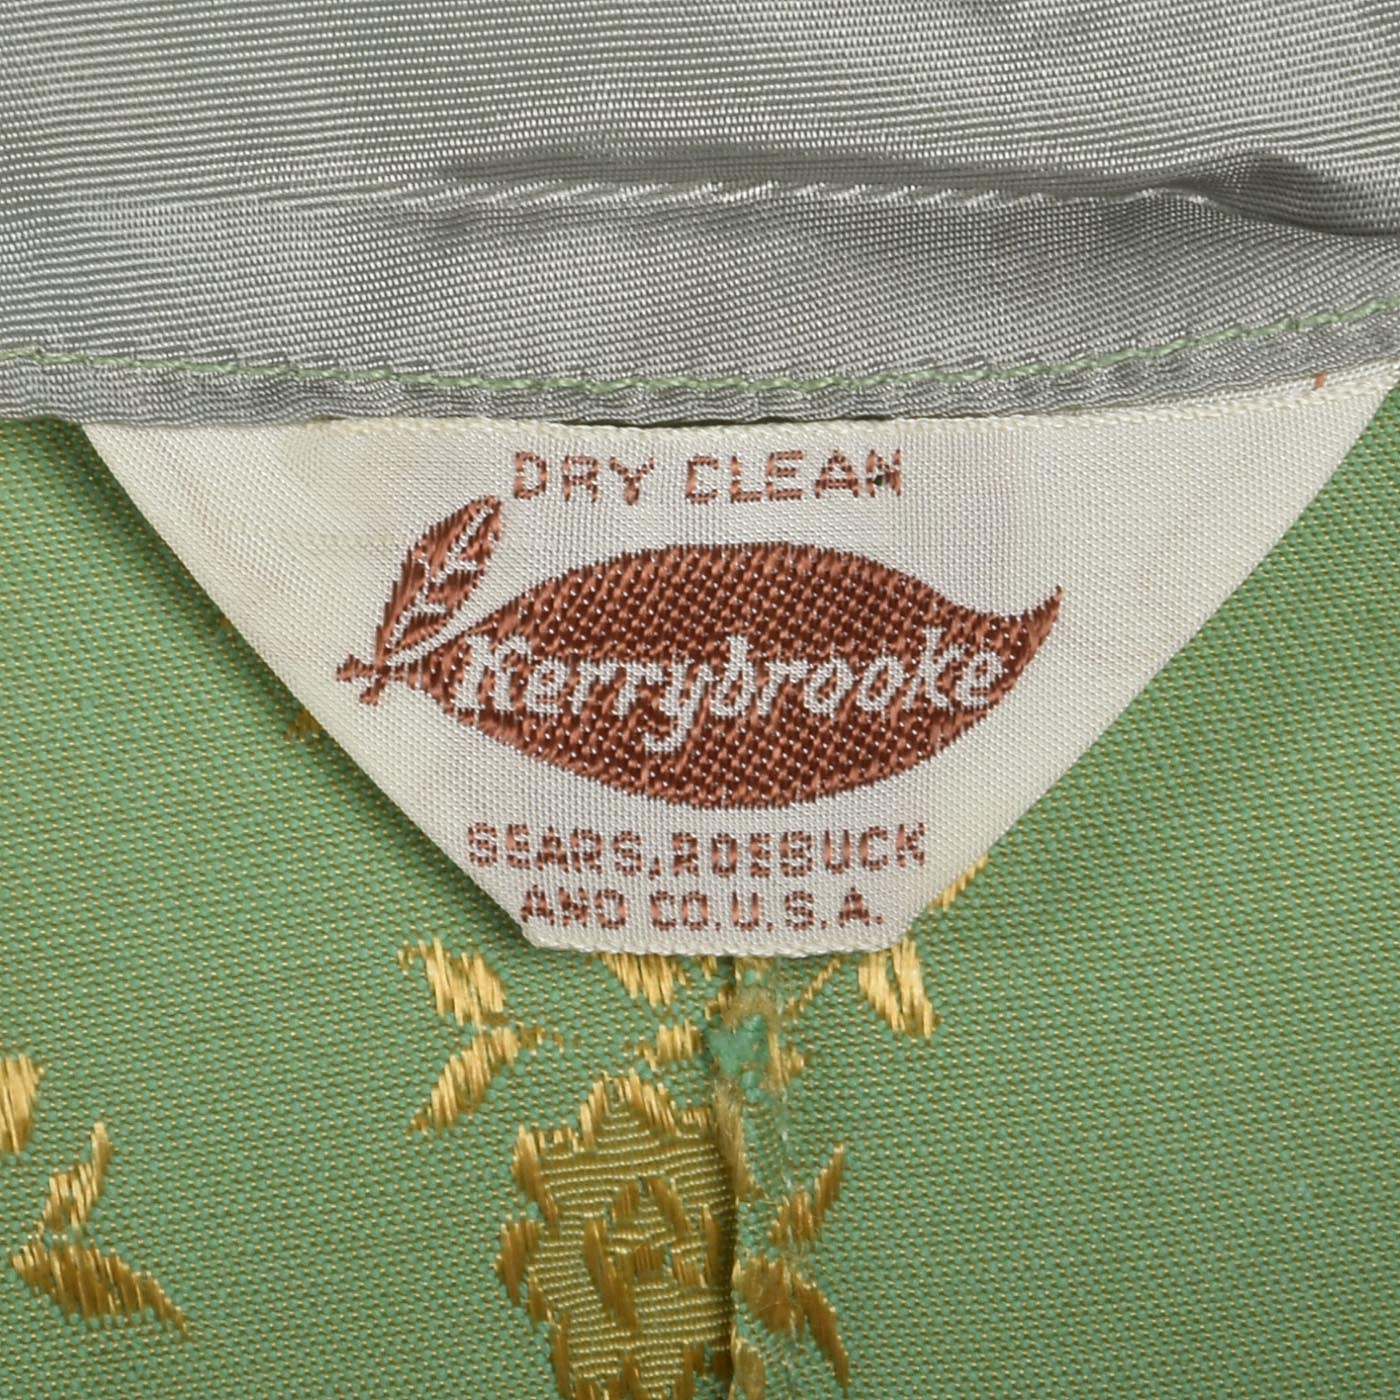 DRY CLEAN
Kerrybrooke
SEARS, ROEBUCK
AND CO. U.S.A.